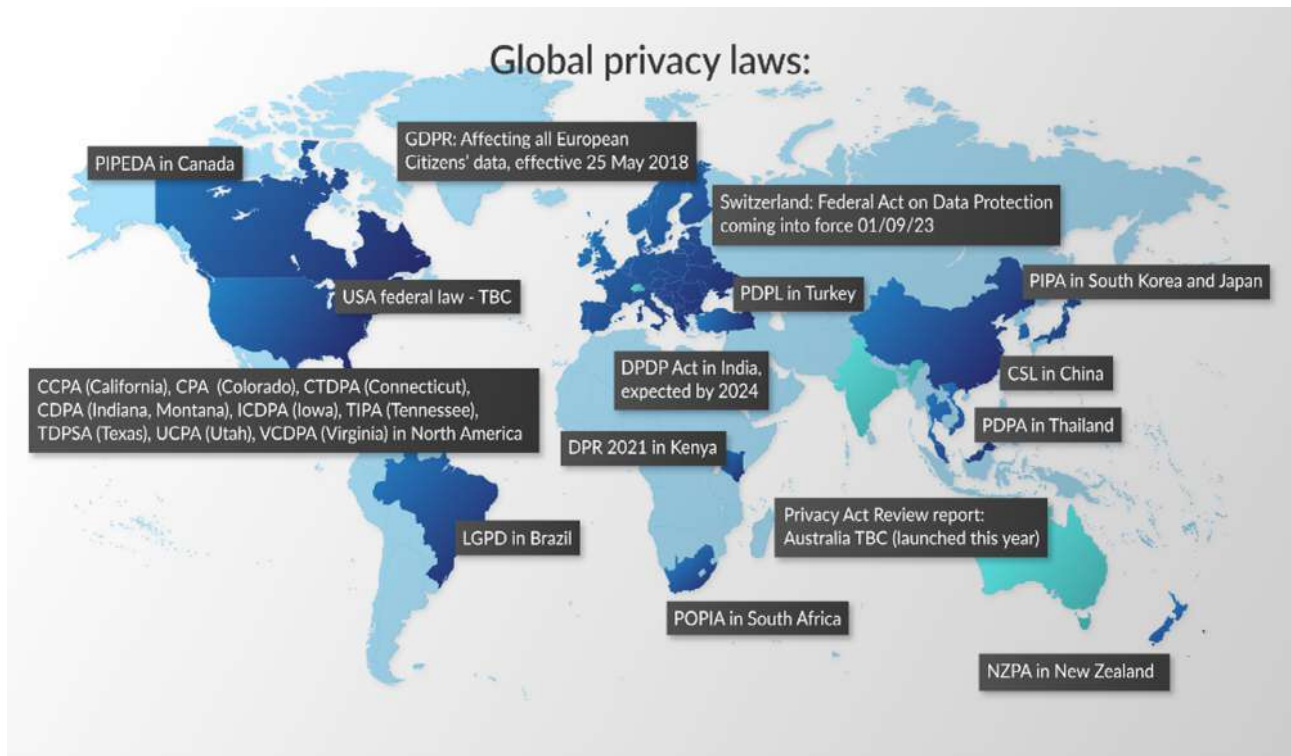 Global privacy laws:
GDPR: Affecting all European
Citizens' data, effective 25 May 2018
PIPEDA in Canada
Switzerland: Federal Act on Data Protection
coming into force 01/09/23
USA federal law - TBC
PDPL in Turkey
PIPA in South Korea and Japan
CCPA (California), CPA (Colorado), CTDPA (Connecticut),
CDPA (Indiana, Montana), ICDPA (Iowa), TIPA (Tennessee),
TDPSA (Texas), UCPA (Utah), VCDPA (Virginia) in North America
DPDP Act in India,
expected by 2024
CSL in China
PDPA in Thailand
DPR 2021 in Kenya
LGPD in Brazil
Privacy Act Review report:
Australia TBC (launched this year)
POPIA in South Africa
NZPA in New Zealand